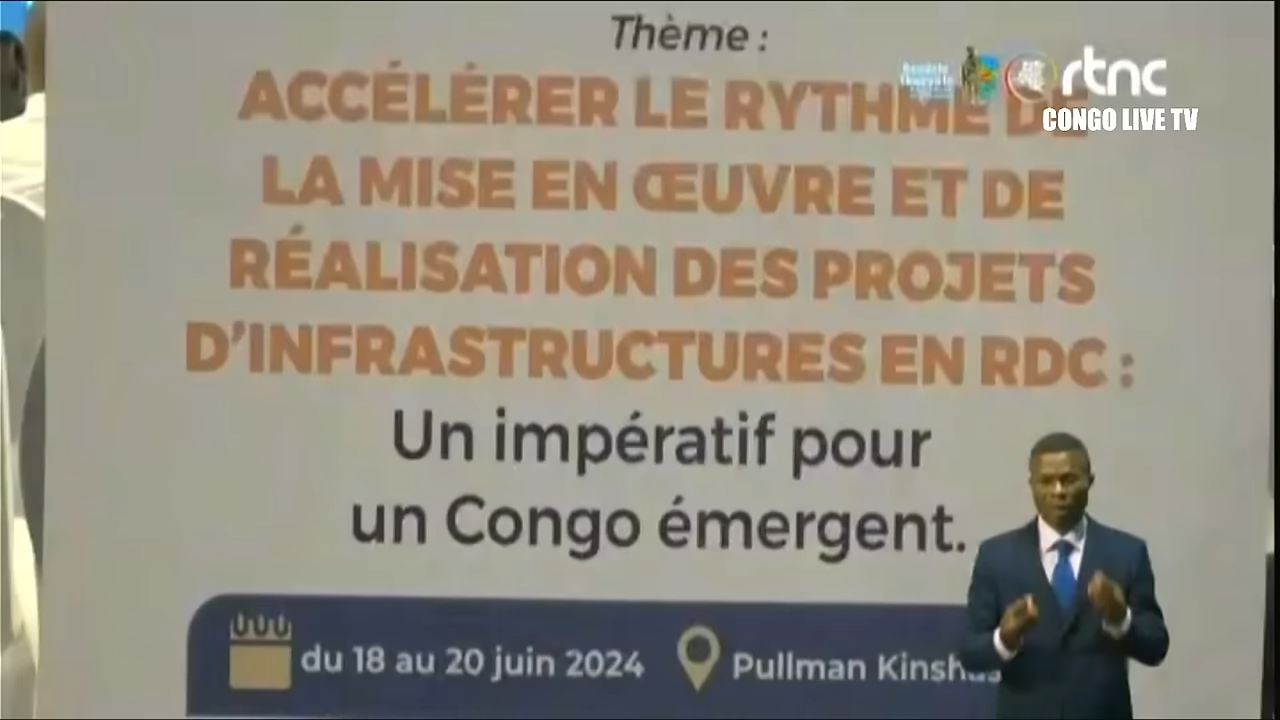 Thème :
ACCÉLÉRER LE RYTHME DE
LA MISE EN ŒUVRE ET DE
RÉALISATION DES PROJETS
D'INFRASTRUCTURES EN RDC :
Un impératif pour
un Congo émergent.
du 18 au 20 juin 2024
Pullman
rtnc
CONGO LIVE TV